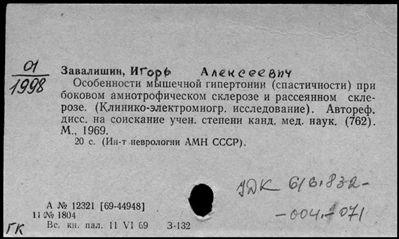 01
1998
Завалишин, Игорь Алексеевич
Особенности мышечной гипертонии (спастичности) при
боковом амиотрофическом склерозе и рассеянном скле-
розе. (Клинико-электромиогр. исследование). Автореф.
дисс. на соискание учен. степени канд. мед. наук. (762).
М., 1969.
20 с. (Ин-т неврологии АМН СССР).
УДК 616.832-
-004.-071
А № 12321 [69-44948]
11 № 1804
Вс. кн. пал. 11 VI 69 З-132
ГК